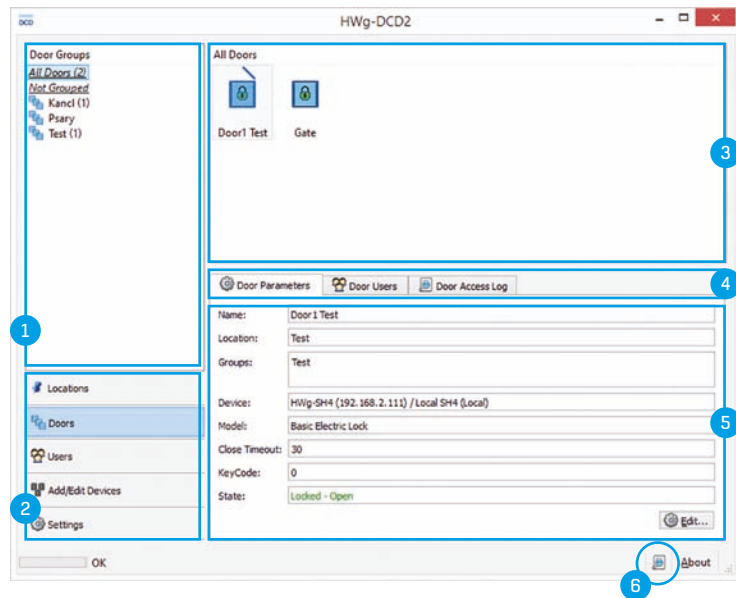 DCD
HWg-DCD2
Door Groups
All Doors (2)
Not Grouped
Kancl (1)
Psary
Test (1)
1
Locations
Doors
Users
Add/Edit Devices
Settings
2
All Doors
Door1 Test
Gate
3
Door Parameters
Door Users
Door Access Log
4
Name: Door1 Test
Location: Test
Groups: Test
Device: HWg-SH4 (192.168.2.111) / Local SH4 (Local)
Model: Basic Electric Lock
Close Timeout: 30
KeyCode: 0
State: Locked - Open
Edit...
5
OK
About
6